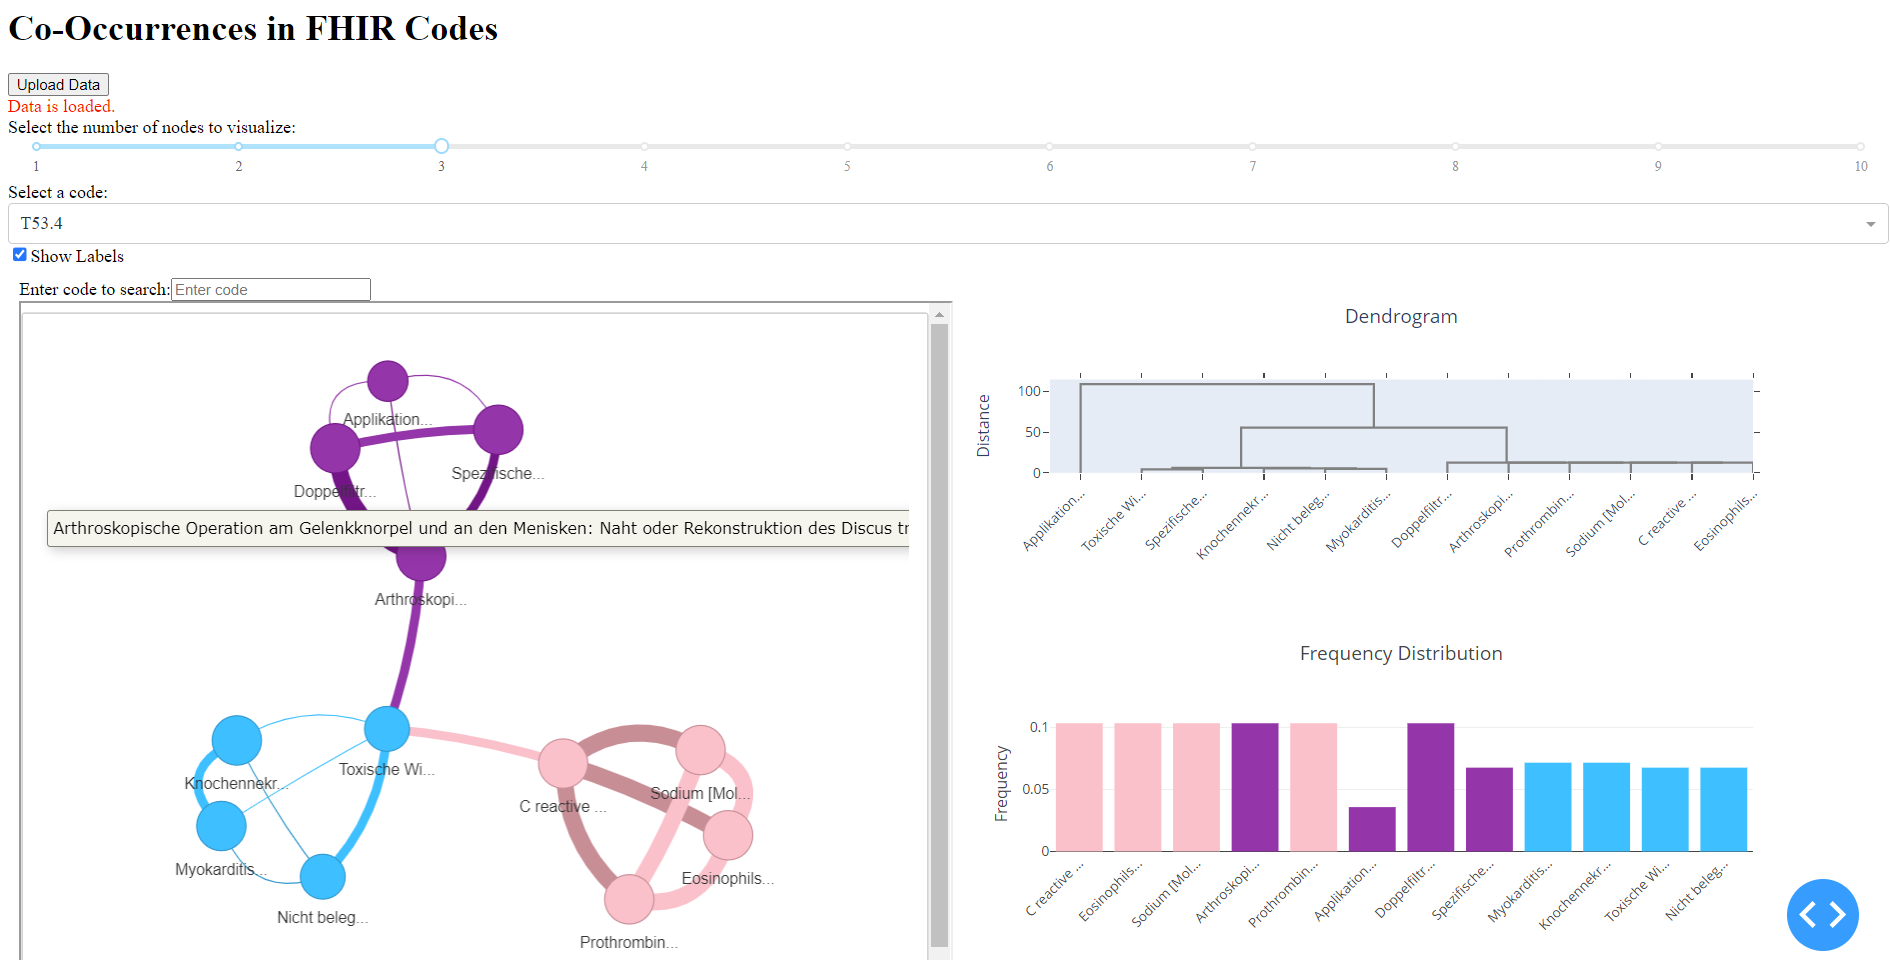 Co-Occurrences in FHIR Codes
Upload Data
Data is loaded.
Select the number of nodes to visualize:
1 2 3 4 5 6 7 8 9 10
Select a code:
T53.4
Show Labels
Enter code to search: Enter code
Applikation...
Spezifische...
Doppelfiltr...
Arthroskopische Operation am Gelenkknorpel und an den Menisken: Naht oder Rekonstruktion des Discus tr
Arthroskopi...
Toxische Wi...
Knochennekr...
Sodium [Mol...
C reactive ...
Myokarditis...
Eosinophils...
Nicht beleg...
Prothrombin...
Dendrogram
Distance
100
50
0
Applikation...
Toxische Wi...
Spezifische...
Knochennekr...
Nicht beleg...
Myokarditis...
Doppelfiltr...
Arthroskopi...
Prothrombin...
Sodium [Mol...
C reactive ...
Eosinophils...
Frequency Distribution
Frequency
0.1
0.05
0
C reactive ...
Eosinophils...
Sodium [Mol...
Arthroskopi...
Prothrombin...
Applikation...
Doppelfiltr...
Spezifische...
Myokarditis...
Knochennekr...
Toxische Wi...
Nicht beleg...